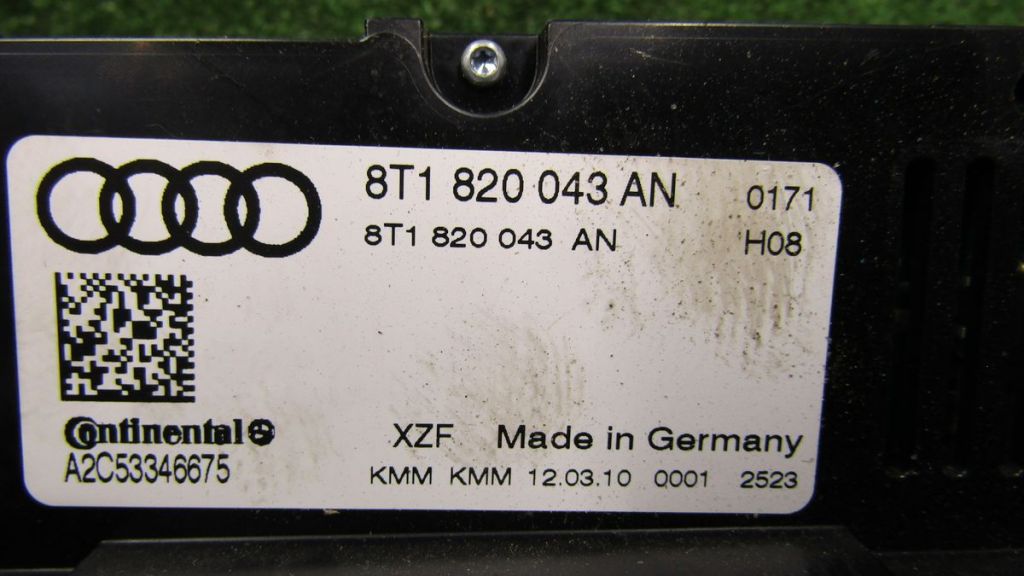 8T1 820 043 AN 0171
8T1 820 043 AN H08
Continental
A2C53346675
XZF Made in Germany
KMM KMM 12.03.10 0001 2523